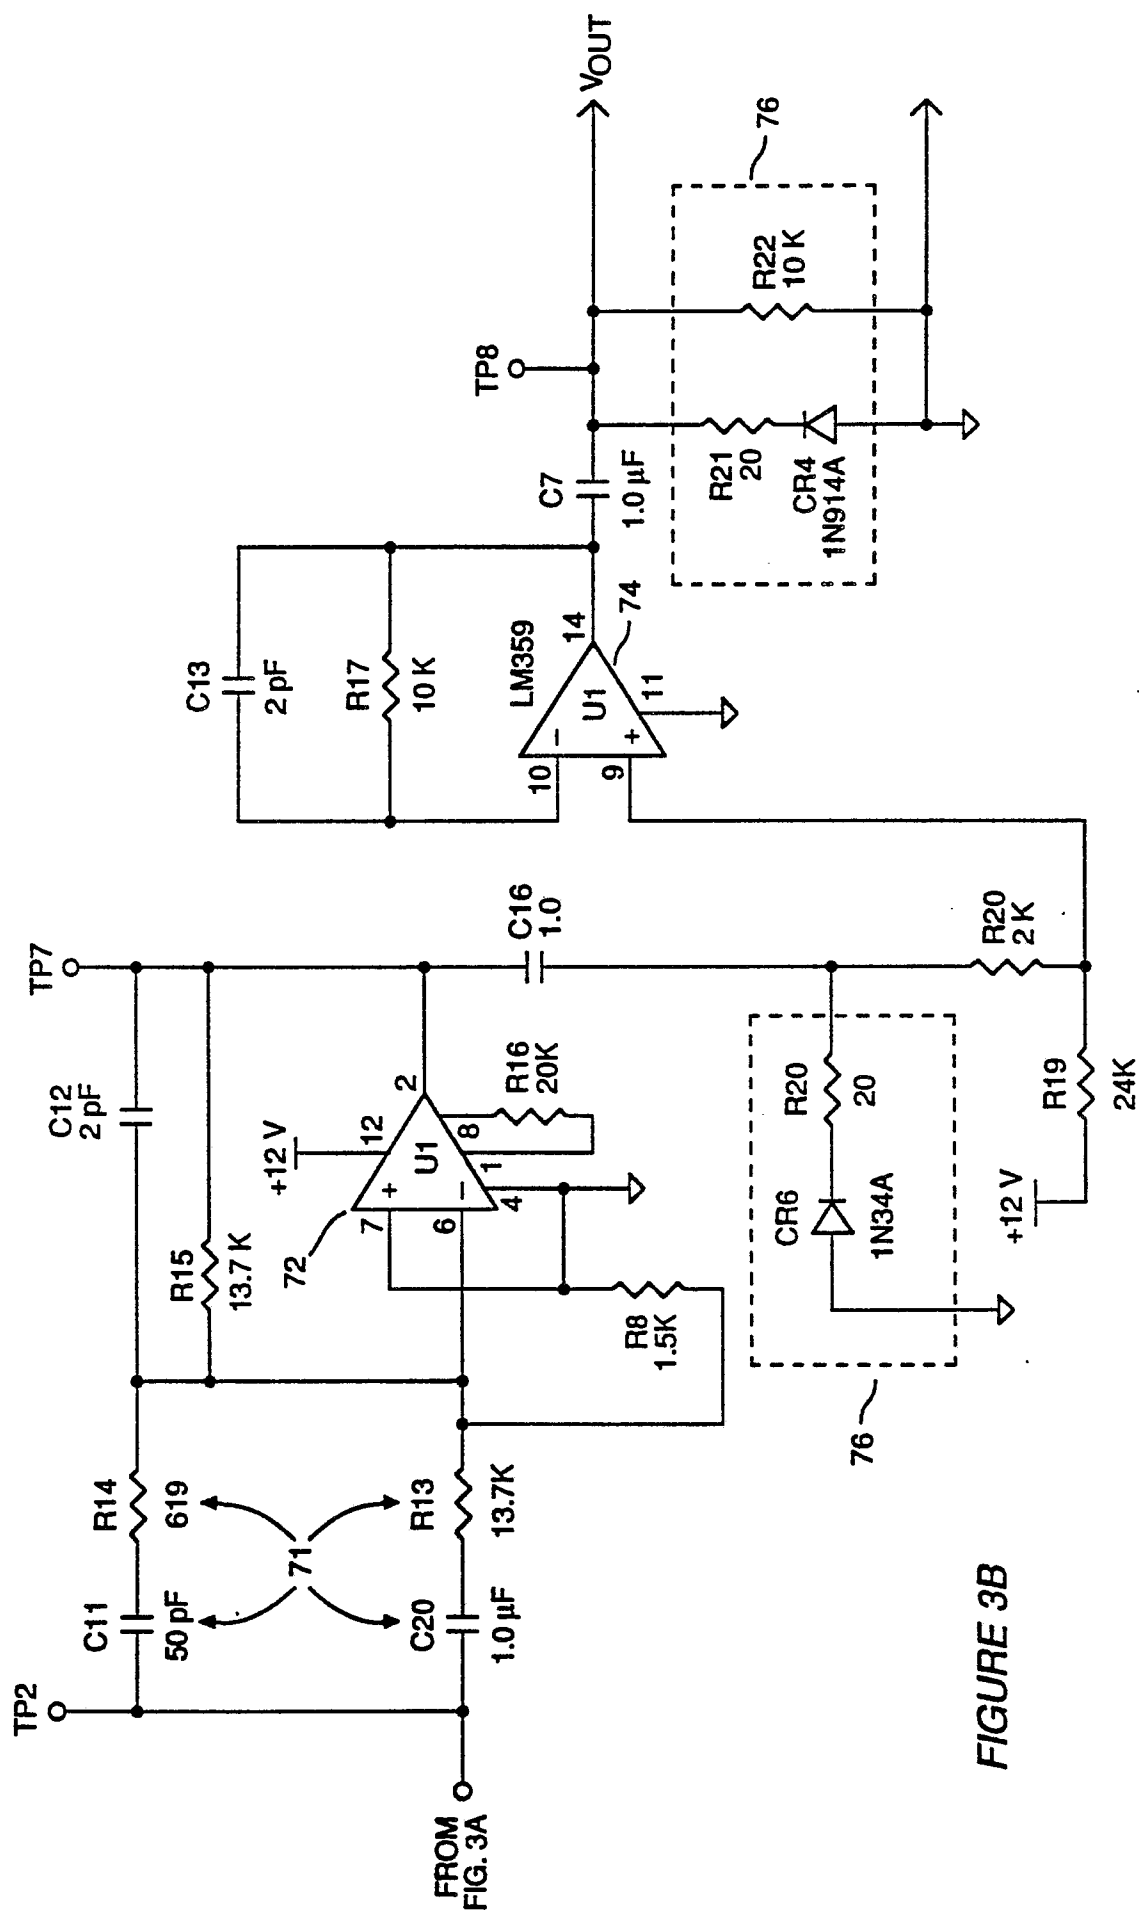 TP2
FROM
FIG. 3A
C11
50 pF
R14
619
71
C20
1.0 µF
R13
13.7K
R15
13.7 K
C12
2 pF
TP7
72
+12 V
12
7
+
6
−
U1
2
8
1
4
R16
20K
R8
1.5K
C16
1.0
CR6
1N34A
R20
20
76
R20
2 K
+12 V
R19
24K
C13
2 pF
R17
10 K
LM359
10
−
9
+
U1
14
11
74
C7
1.0 µF
TP8
VOUT
R21
20
CR4
1N914A
R22
10 K
76
FIGURE 3B